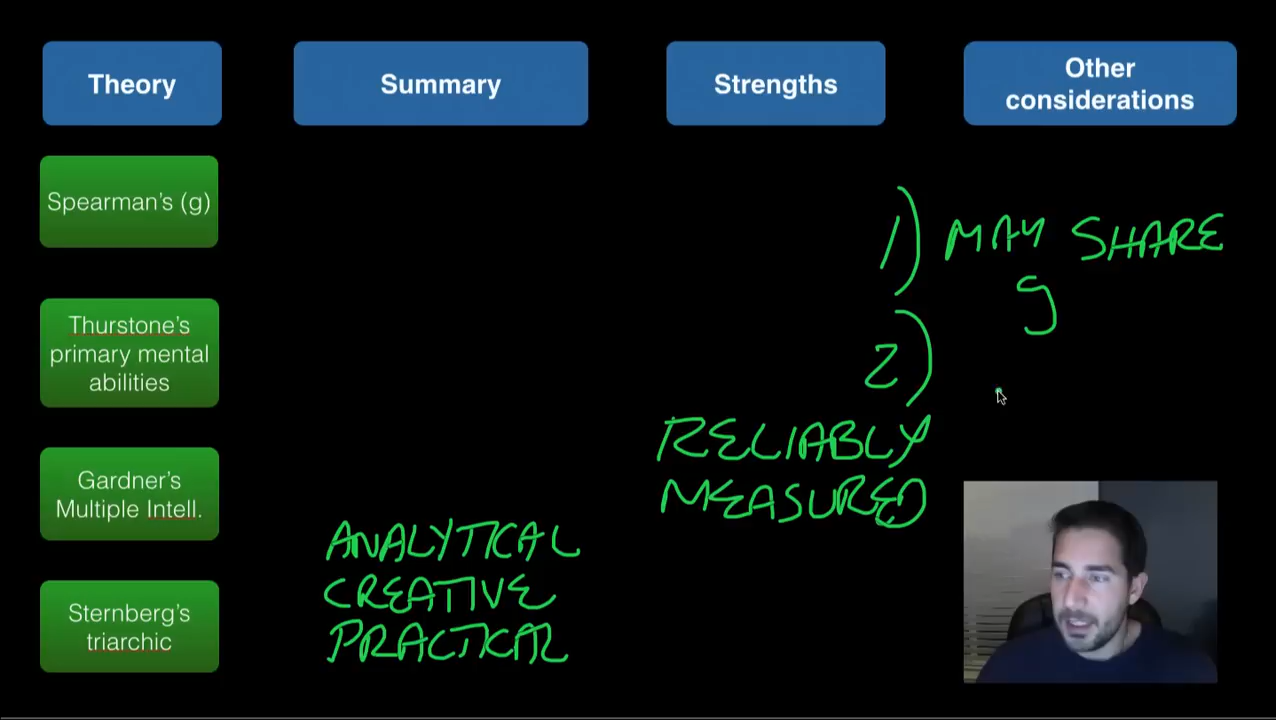 Theory
Summary
Strengths
Other
considerations
Spearman's (g)
1) MAY SHARE
g
Thurstone's
primary mental
abilities
2)
RELIABLY
MEASURED
Gardner's
Multiple Intell.
ANALYTICAL
CREATIVE
PRACTICAL
Sternberg's
triarchic